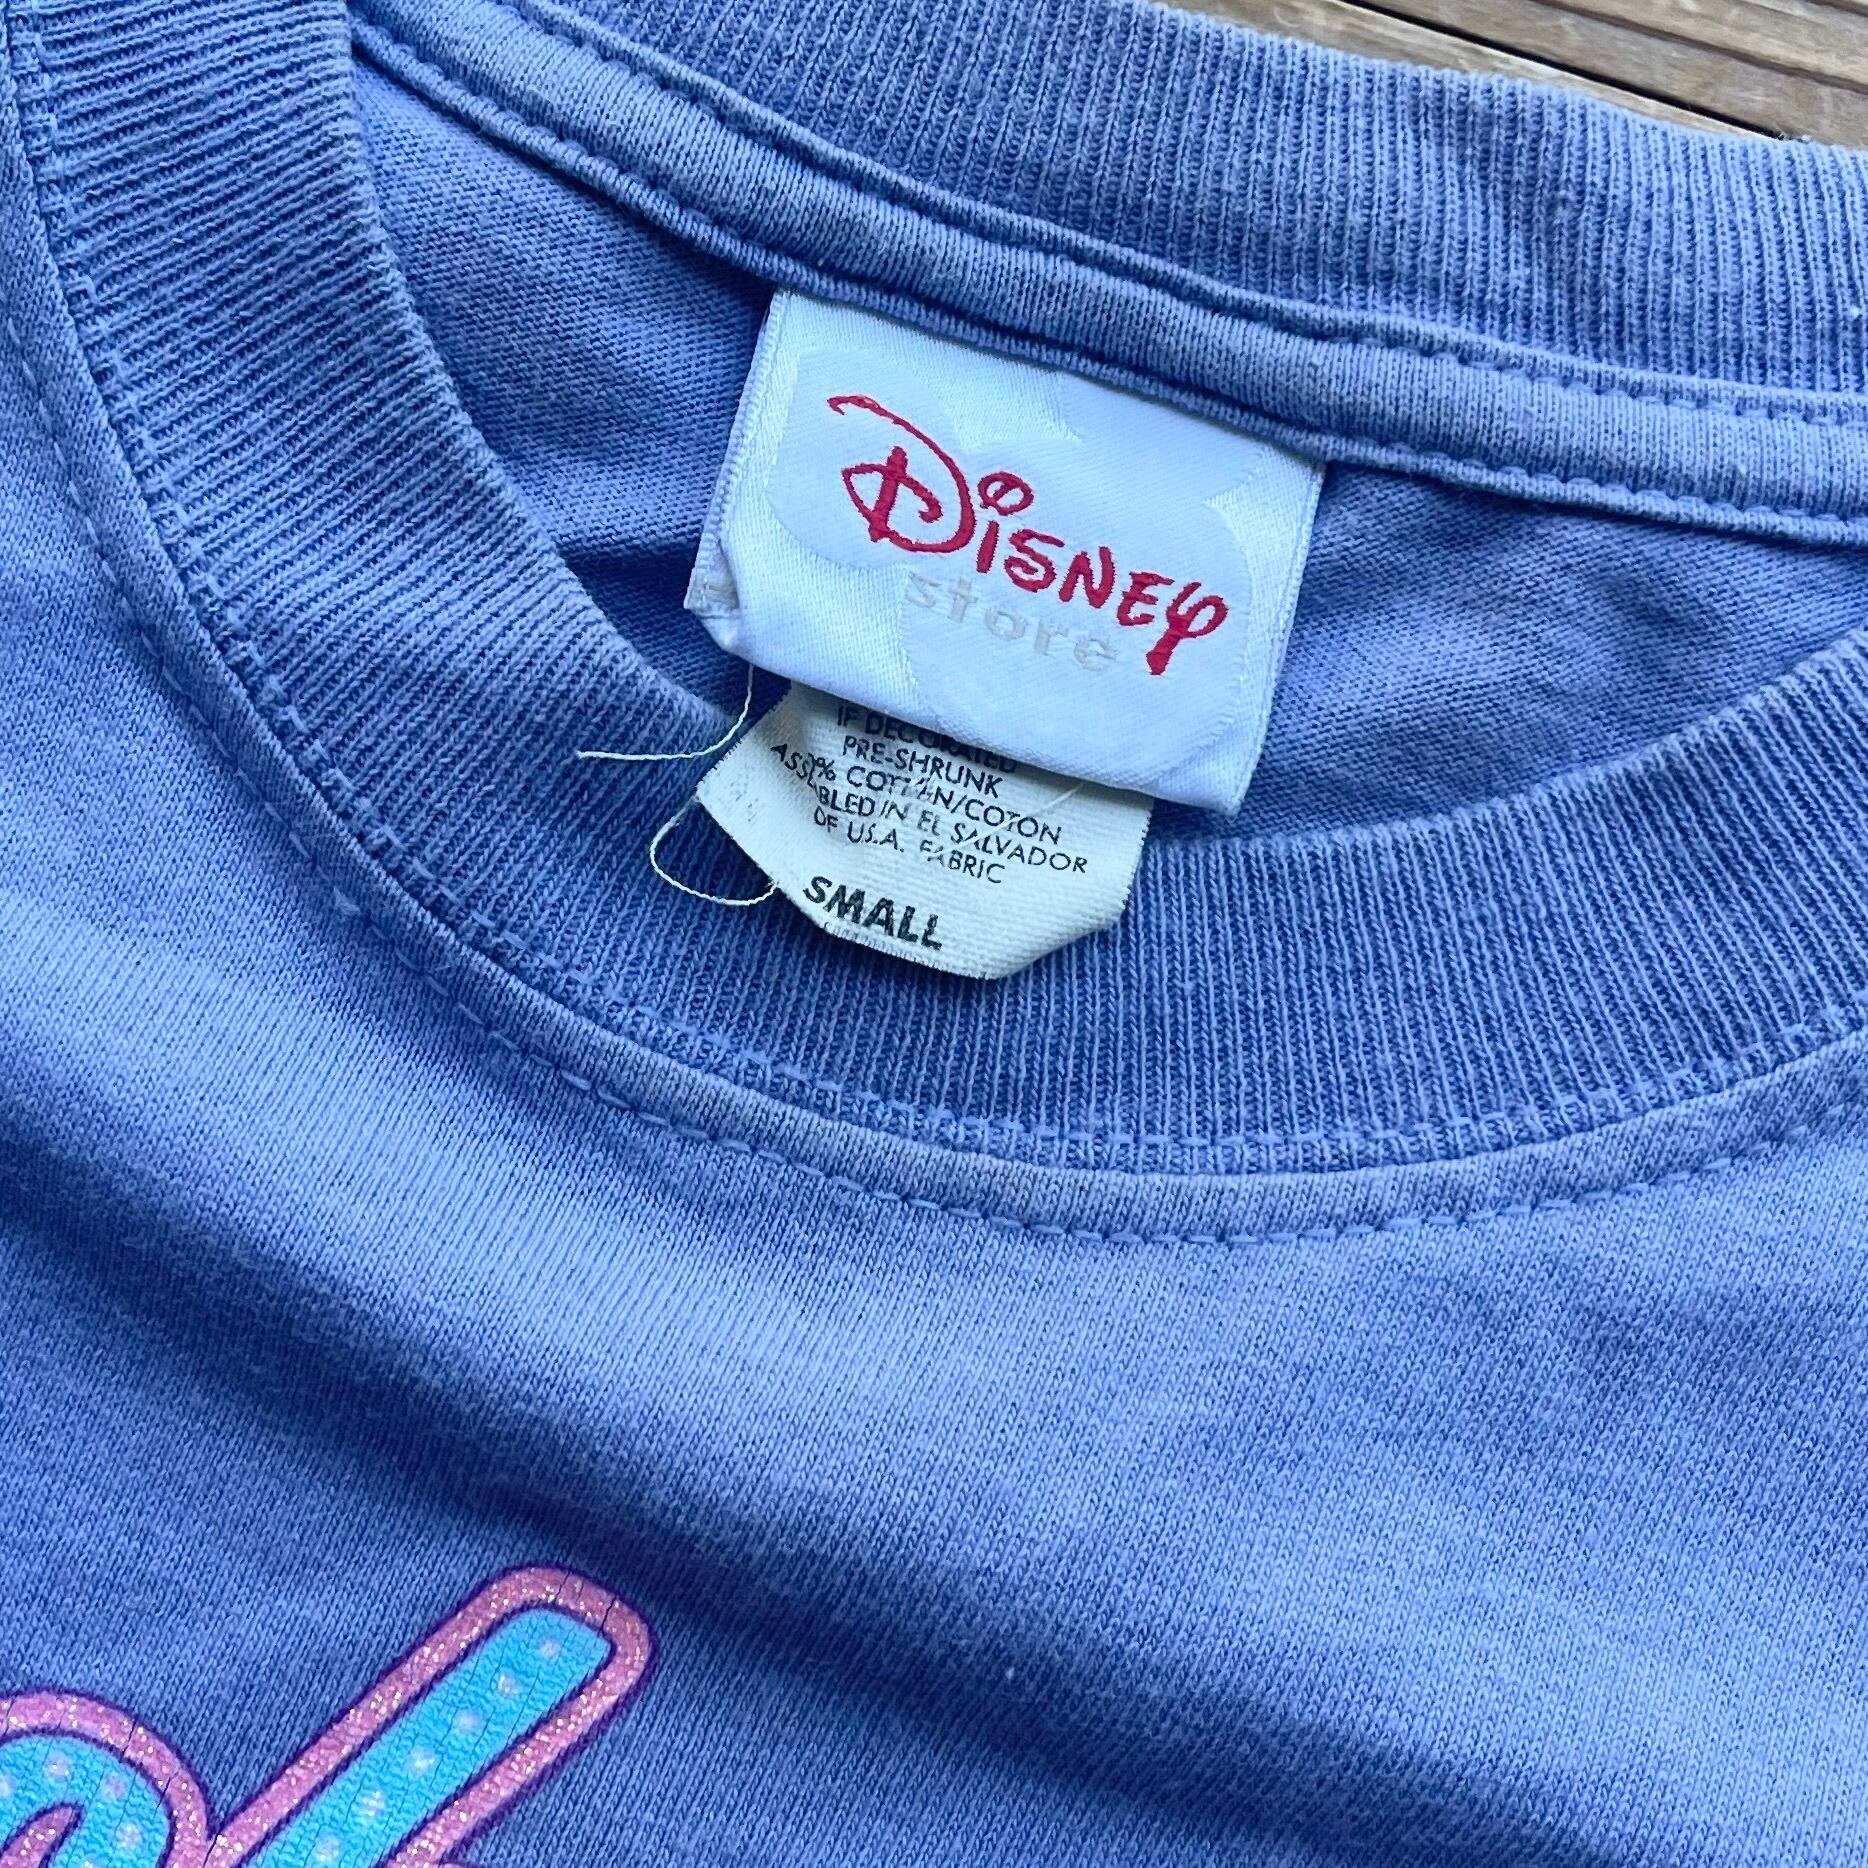 Disney
store
IF DECORATED
PRE-SHRUNK
% COTTON/COTON
ASSEMBLED IN EL SALVADOR
OF U.S.A. FABRIC
SMALL